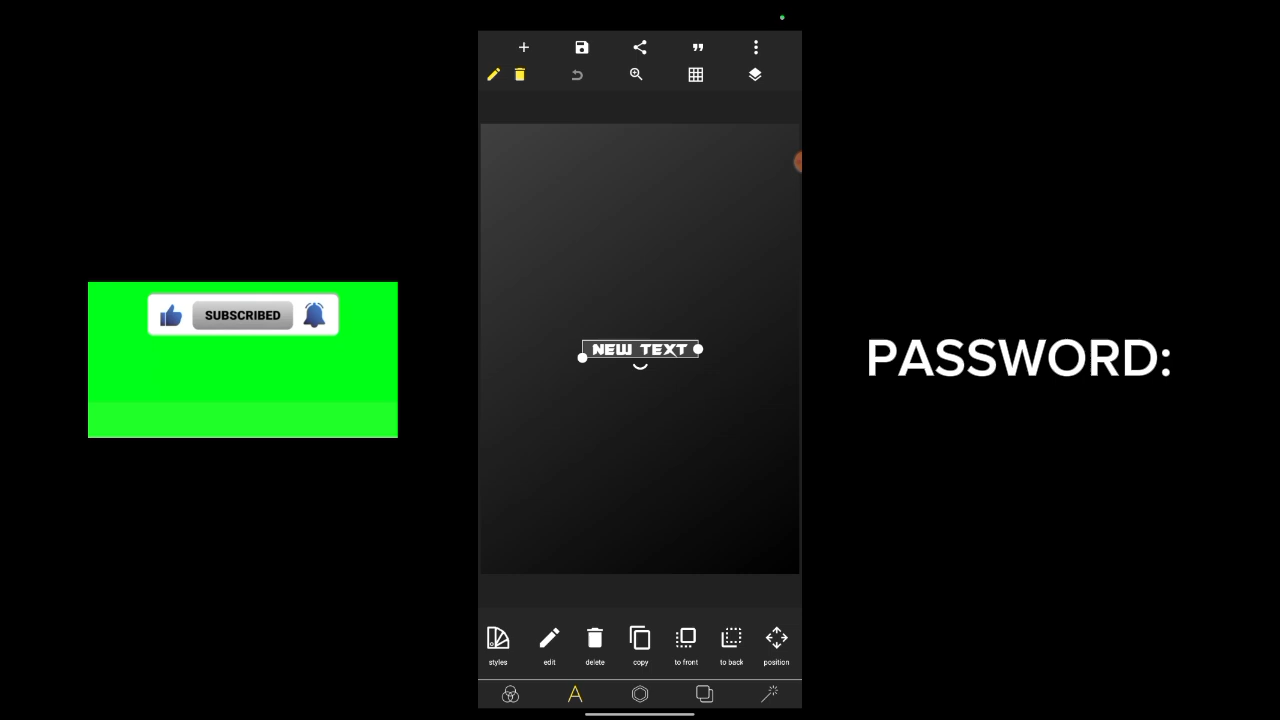 SUBSCRIBED
NEW TEXT
PASSWORD:
styles
edit
delete
copy
to front
to back
position